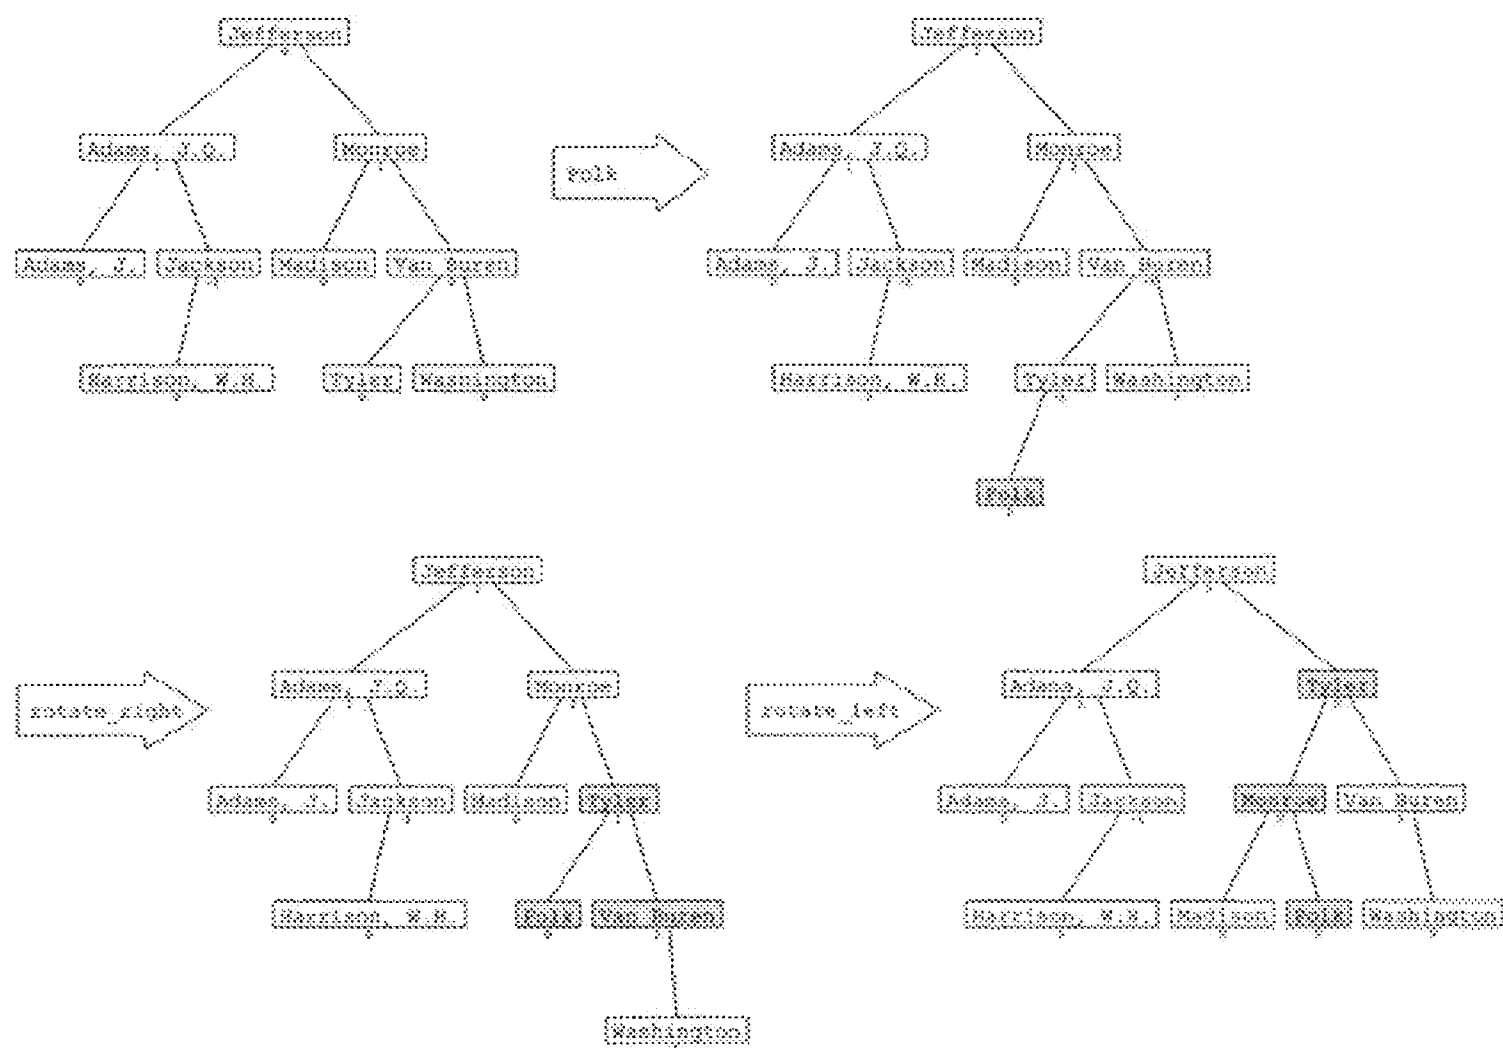 Jefferson
Adams, J.Q. Monroe
Adams, J. Jackson Madison Van Buren
Harrison, W.H. Tyler Washington
Polk
Jefferson
Adams, J.Q. Monroe
Adams, J. Jackson Madison Van Buren
Harrison, W.H. Tyler Washington
Polk
rotate_right
Jefferson
Adams, J.Q. Monroe
Adams, J. Jackson Madison Tyler
Harrison, W.H. Polk Van Buren
Washington
rotate_left
Jefferson
Adams, J.Q. Tyler
Adams, J. Jackson Monroe Van Buren
Harrison, W.H. Madison Polk Washington